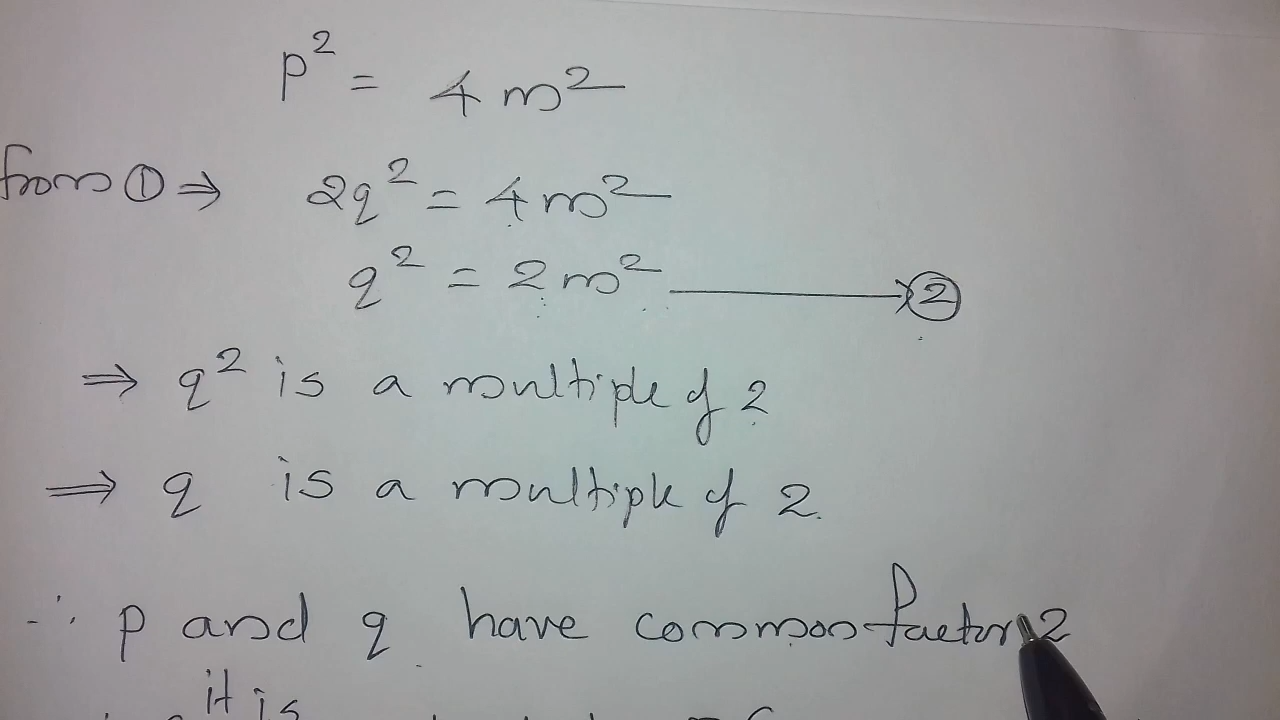 p² = 4m²
from ① ⇒ 2q² = 4m²
q² = 2m² ⟶ ②
⇒ q² is a multiple of 2
⇒ q is a multiple of 2.
∴ p and q have common factor 2
it is